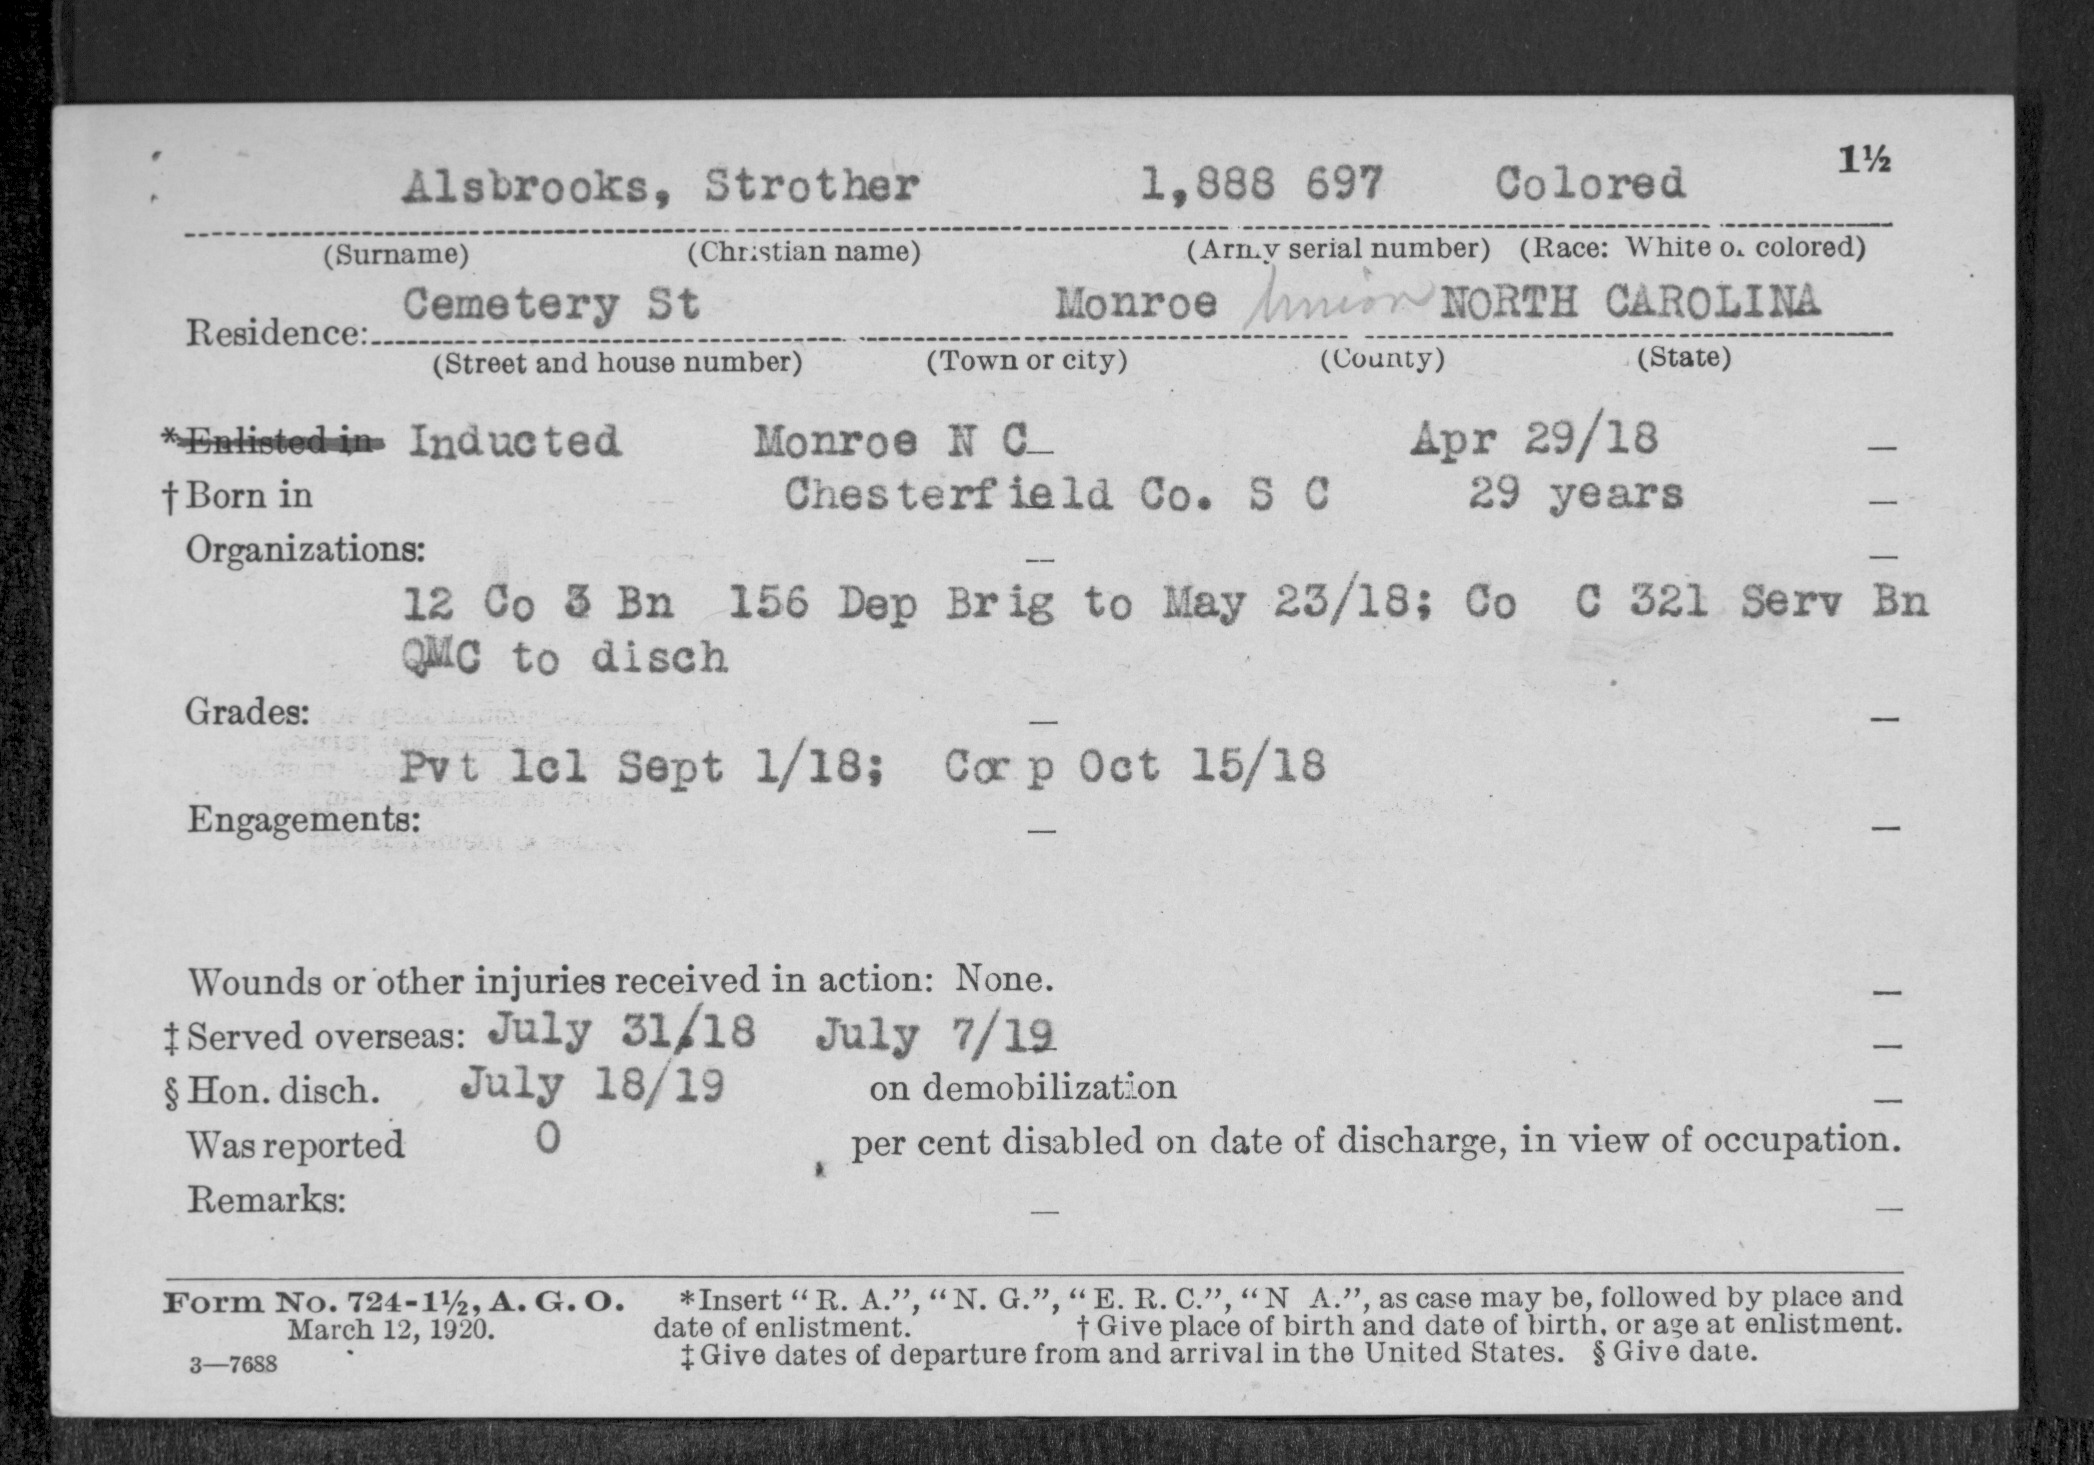 1½
Alsbrooks, Strother 1,888 697 Colored
(Surname) (Christian name) (Army serial number) (Race: White or colored)
Cemetery St Monroe Union NORTH CAROLINA
Residence:
(Street and house number) (Town or city) (County) (State)
*Enlisted in Inducted Monroe N C Apr 29/18
†Born in Chesterfield Co. S C 29 years
Organizations:
12 Co 3 Bn 156 Dep Brig to May 23/18; Co C 321 Serv Bn
QMC to disch
Grades:
Pvt 1cl Sept 1/18; Corp Oct 15/18
Engagements:
Wounds or other injuries received in action: None.
‡Served overseas: July 31/18 July 7/19
§Hon. disch. July 18/19 on demobilization
Was reported 0 per cent disabled on date of discharge, in view of occupation.
Remarks:
Form No. 724-1½, A. G. O. *Insert "R. A.", "N. G.", "E. R. C.", "N A.", as case may be, followed by place and
March 12, 1920. date of enlistment. †Give place of birth and date of birth, or age at enlistment.
3—7688 ‡Give dates of departure from and arrival in the United States. §Give date.